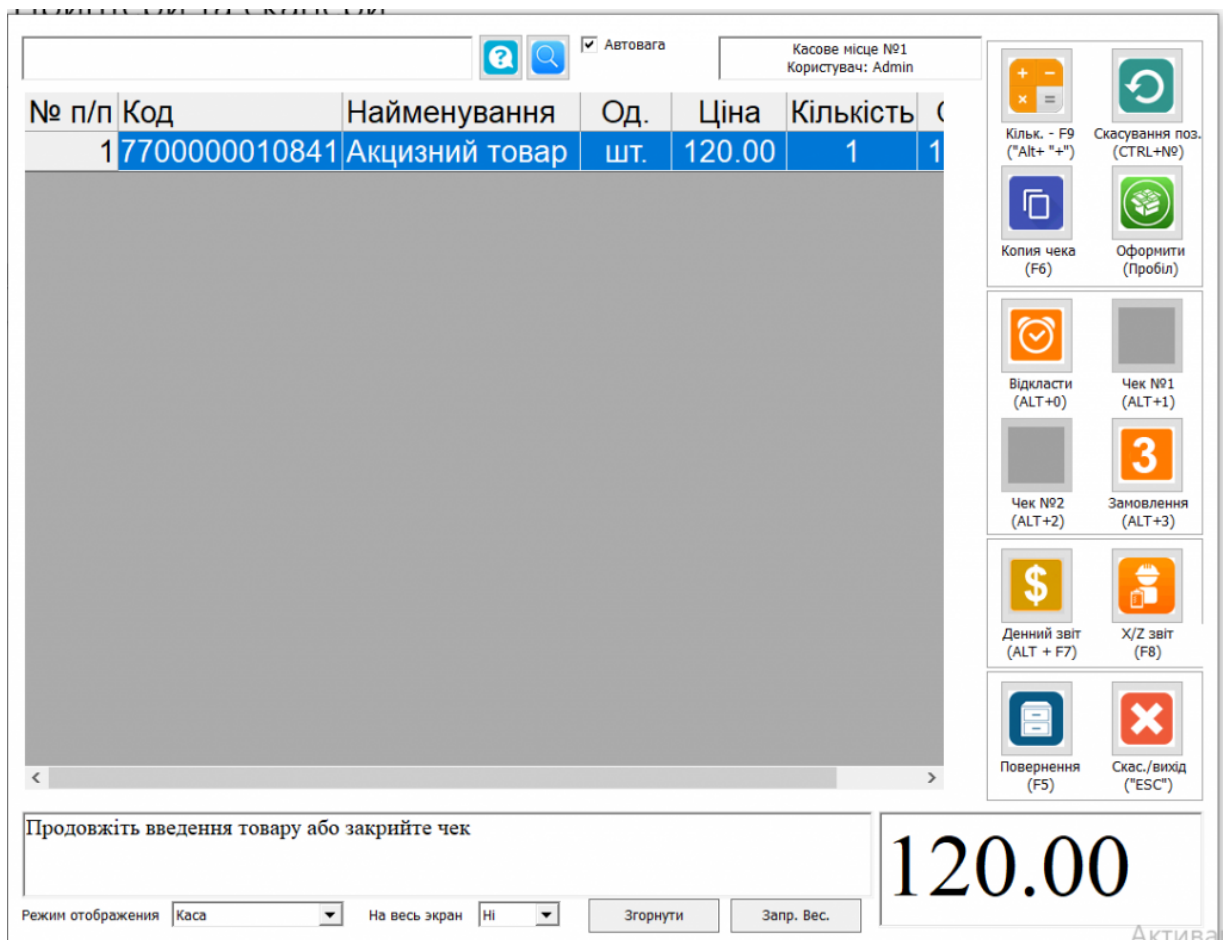 Автовага
Касове місце №1
Користувач: Admin
№ п/п Код Найменування Од. Ціна Кількість
1 7700000010841 Акцизний товар шт. 120.00 1 1
Кільк. - F9
("Alt+ "+")
Скасування поз.
(CTRL+№)
Копия чека
(F6)
Оформити
(Пробіл)
Відкласти
(ALT+0)
Чек №1
(ALT+1)
3
Чек №2
(ALT+2)
Замовлення
(ALT+3)
$
Денний звіт
(ALT + F7)
X/Z звіт
(F8)
Повернення
(F5)
Скас./вихід
("ESC")
Продовжіть введення товару або закрийте чек
120.00
Режим отображения Каса На весь экран Ні Згорнути Запр. Вес.